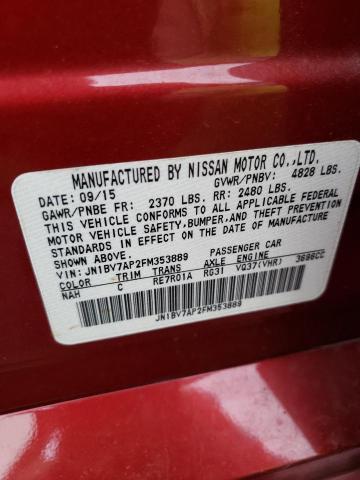 MANUFACTURED BY NISSAN MOTOR CO.,LTD.
DATE: 09/15 GVWR/PNBV: 4828 LBS.
GAWR/PNBE FR: 2370 LBS. RR: 2480 LBS.
THIS VEHICLE CONFORMS TO ALL APPLICABLE FEDERAL
MOTOR VEHICLE SAFETY,BUMPER,AND THEFT PREVENTION
STANDARDS IN EFFECT ON THE DATE OF MANUFACTURE
SHOWN ABOVE.
VIN: JN1BV7AP2FM353889 PASSENGER CAR
COLOR TRIM TRANS AXLE ENGINE
NAH C RE7R01A RG31 VQ37(VHR) 3696CC
JN1BV7AP2FM353889